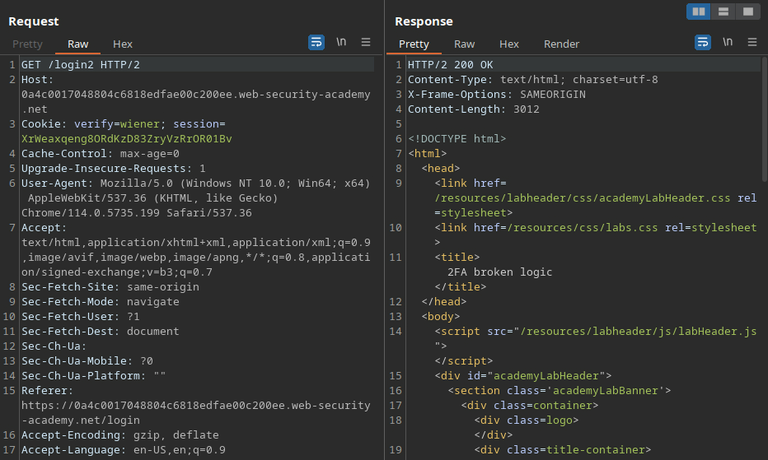 Request
Pretty Raw Hex \n
1 GET /login2 HTTP/2
2 Host:
0a4c0017048804c6818edfae00c200ee.web-security-academy
.net
3 Cookie: verify=wiener; session=
XrWeaxqeng8ORdKzD83ZryVzRrOR01Bv
4 Cache-Control: max-age=0
5 Upgrade-Insecure-Requests: 1
6 User-Agent: Mozilla/5.0 (Windows NT 10.0; Win64; x64)
AppleWebKit/537.36 (KHTML, like Gecko)
Chrome/114.0.5735.199 Safari/537.36
7 Accept:
text/html,application/xhtml+xml,application/xml;q=0.9
,image/avif,image/webp,image/apng,*/*;q=0.8,applicati
on/signed-exchange;v=b3;q=0.7
8 Sec-Fetch-Site: same-origin
9 Sec-Fetch-Mode: navigate
10 Sec-Fetch-User: ?1
11 Sec-Fetch-Dest: document
12 Sec-Ch-Ua:
13 Sec-Ch-Ua-Mobile: ?0
14 Sec-Ch-Ua-Platform: ""
15 Referer:
https://0a4c0017048804c6818edfae00c200ee.web-security
-academy.net/login
16 Accept-Encoding: gzip, deflate
17 Accept-Language: en-US,en;q=0.9
Response
Pretty Raw Hex Render \n
1 HTTP/2 200 OK
2 Content-Type: text/html; charset=utf-8
3 X-Frame-Options: SAMEORIGIN
4 Content-Length: 3012
5
6 <!DOCTYPE html>
7 <html>
8 <head>
9 <link href=
/resources/labheader/css/academyLabHeader.css rel
=stylesheet>
10 <link href=/resources/css/labs.css rel=stylesheet
>
11 <title>
2FA broken logic
</title>
12 </head>
13 <body>
14 <script src="/resources/labheader/js/labHeader.js
">
</script>
15 <div id="academyLabHeader">
16 <section class='academyLabBanner'>
17 <div class=container>
18 <div class=logo>
</div>
19 <div class=title-container>